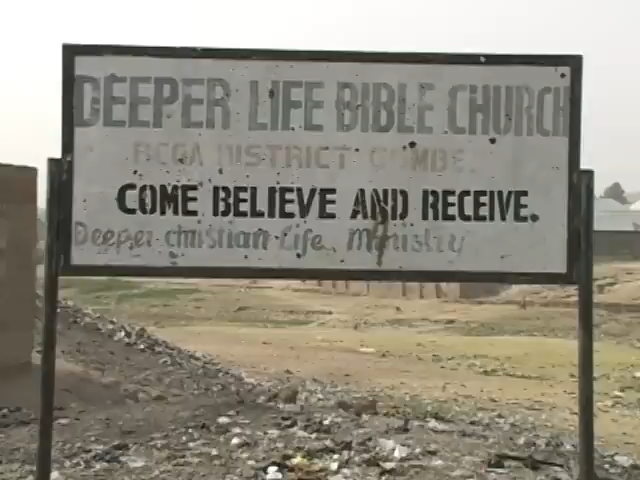 DEEPER LIFE BIBLE CHURCH
DISTRICT GOMBE.
COME BELIEVE AND RECEIVE.
Deeper christian Life Ministry